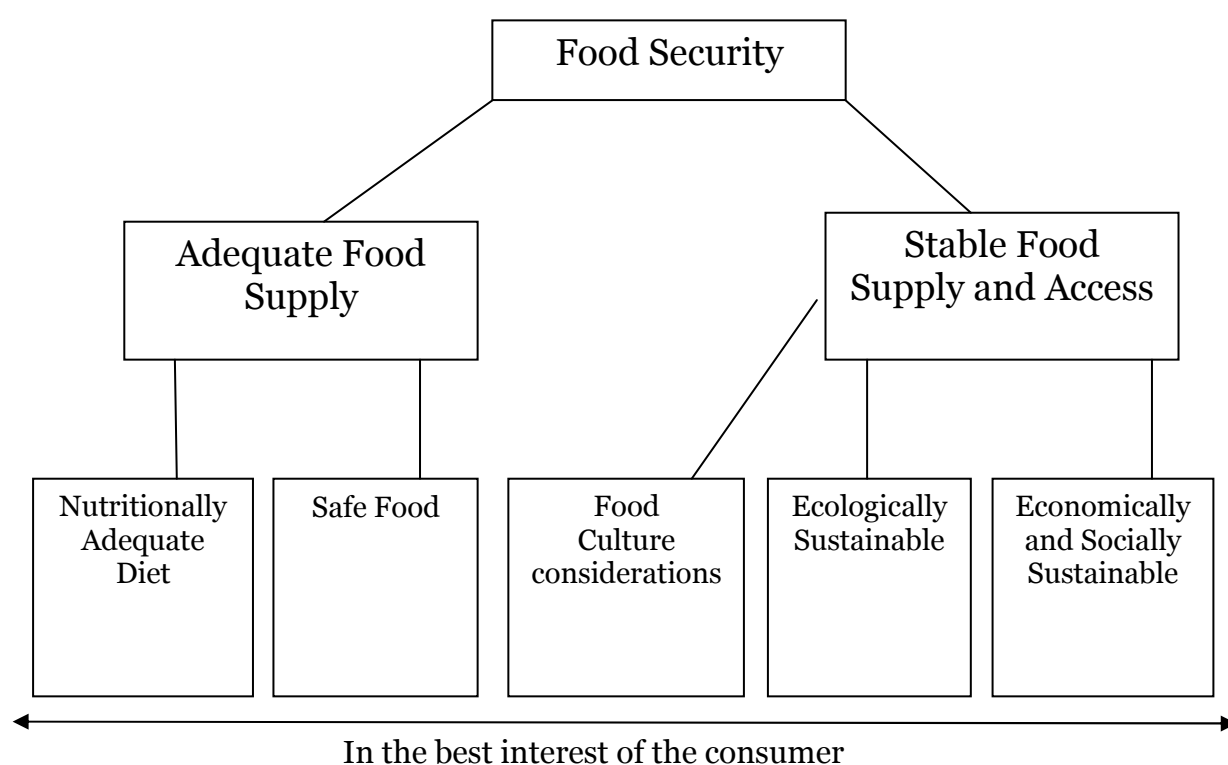 Food Security
Adequate Food
Supply
Stable Food
Supply and Access
Nutritionally
Adequate
Diet
Safe Food
Food
Culture
considerations
Ecologically
Sustainable
Economically
and Socially
Sustainable
In the best interest of the consumer